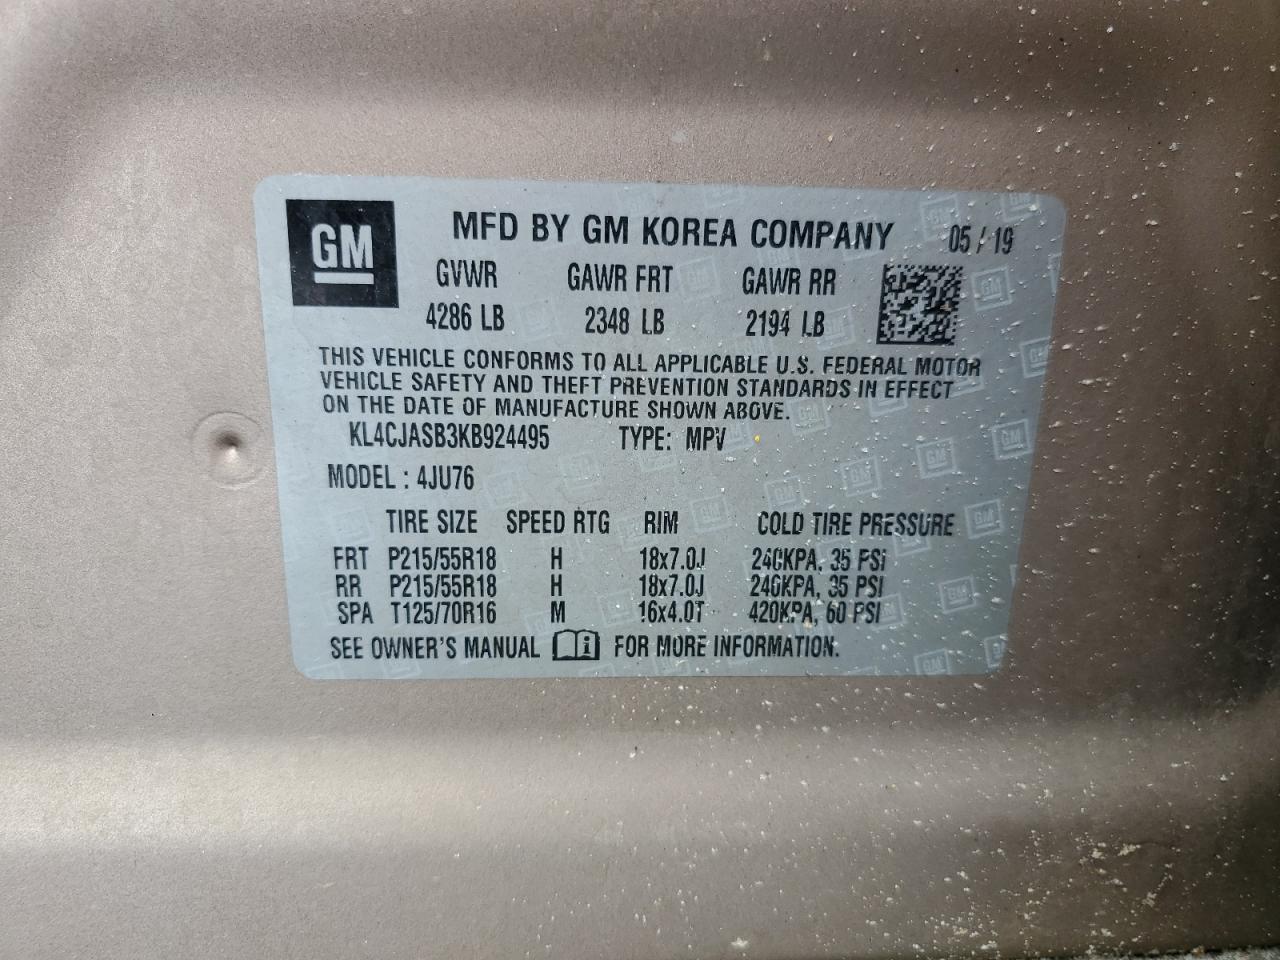 GM
MFD BY GM KOREA COMPANY 05 / 19
GVWR GAWR FRT GAWR RR
4286 LB 2348 LB 2194 LB
THIS VEHICLE CONFORMS TO ALL APPLICABLE U.S. FEDERAL MOTOR
VEHICLE SAFETY AND THEFT PREVENTION STANDARDS IN EFFECT
ON THE DATE OF MANUFACTURE SHOWN ABOVE.
KL4CJASB3KB924495 TYPE: MPV
MODEL : 4JU76
TIRE SIZE SPEED RTG RIM COLD TIRE PRESSURE
FRT P215/55R18 H 18x7.0J 240KPA, 35 PSI
RR P215/55R18 H 18x7.0J 240KPA, 35 PSI
SPA T125/70R16 M 16x4.0T 420KPA, 60 PSI
SEE OWNER'S MANUAL i FOR MORE INFORMATION.